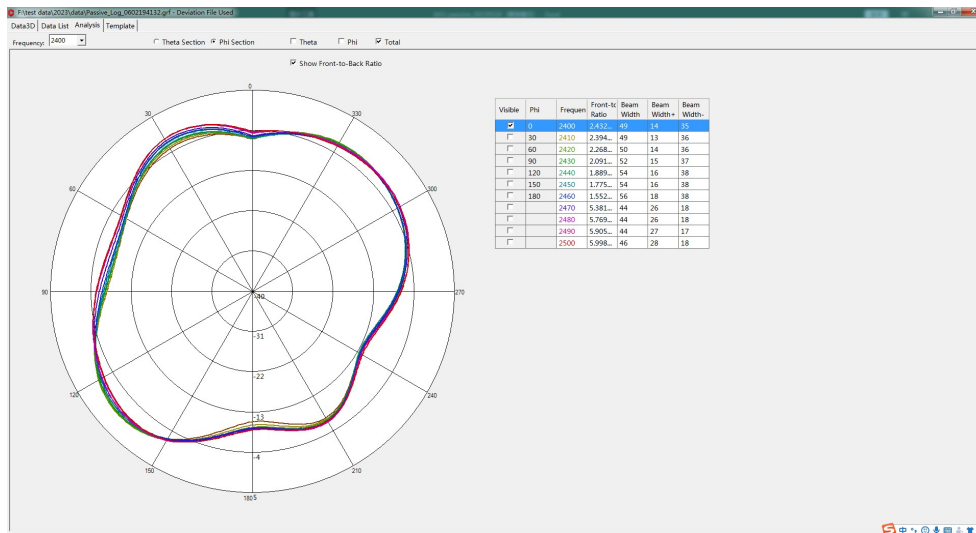 F:\test data\2023\data\Passive_Log_0602194132.grf - Deviation File Used
Data3D Data List Analysis Template
Frequency: 2400 Theta Section Phi Section Theta Phi Total
Show Front-to-Back Ratio
0
30 330
60 300
90 270
120 240
150 210
180
-40
-31
-22
-13
-4
5
Visible Phi Frequen Front-tc Ratio Beam Width Beam Width+ Beam Width-
0 2400 2.432... 49 14 35
30 2410 2.394... 49 13 36
60 2420 2.268... 50 14 36
90 2430 2.091... 52 15 37
120 2440 1.889... 54 16 38
150 2450 1.775... 54 16 38
180 2460 1.552... 56 18 38
2470 5.381... 44 26 18
2480 5.769... 44 26 18
2490 5.905... 44 27 17
2500 5.998... 46 28 18
中